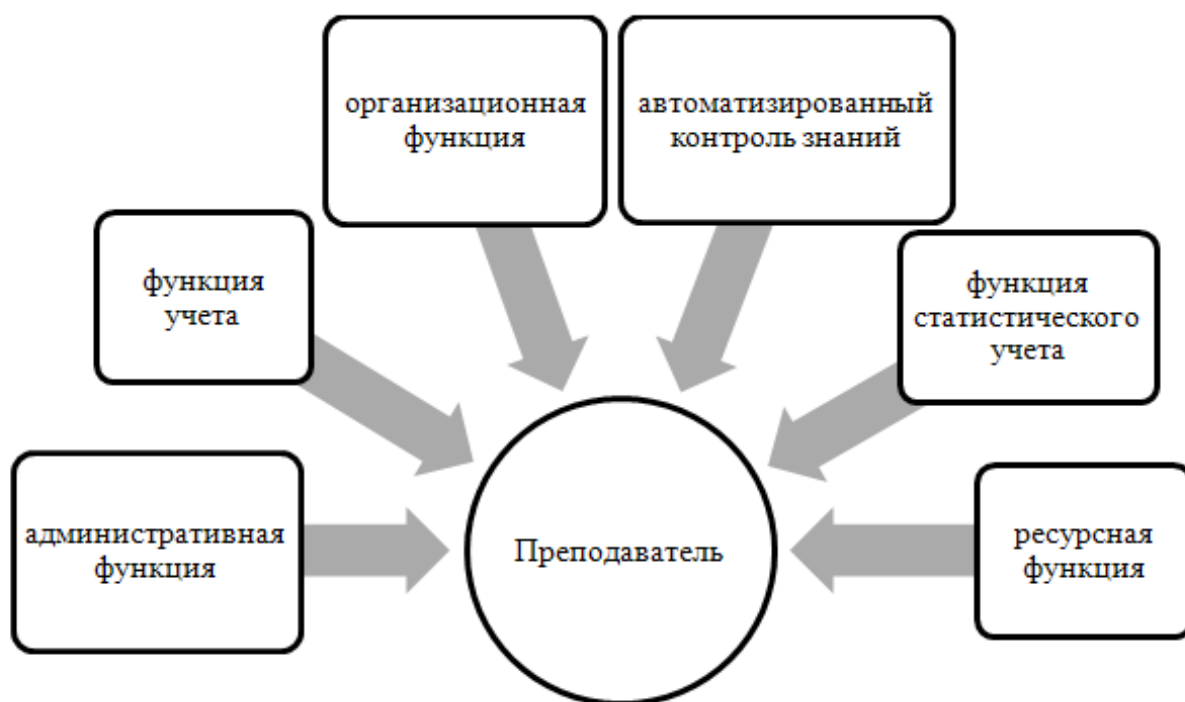 организационная
функция
автоматизированный
контроль знаний
функция
учета
функция
статистического
учета
административная
функция
Преподаватель
ресурсная
функция